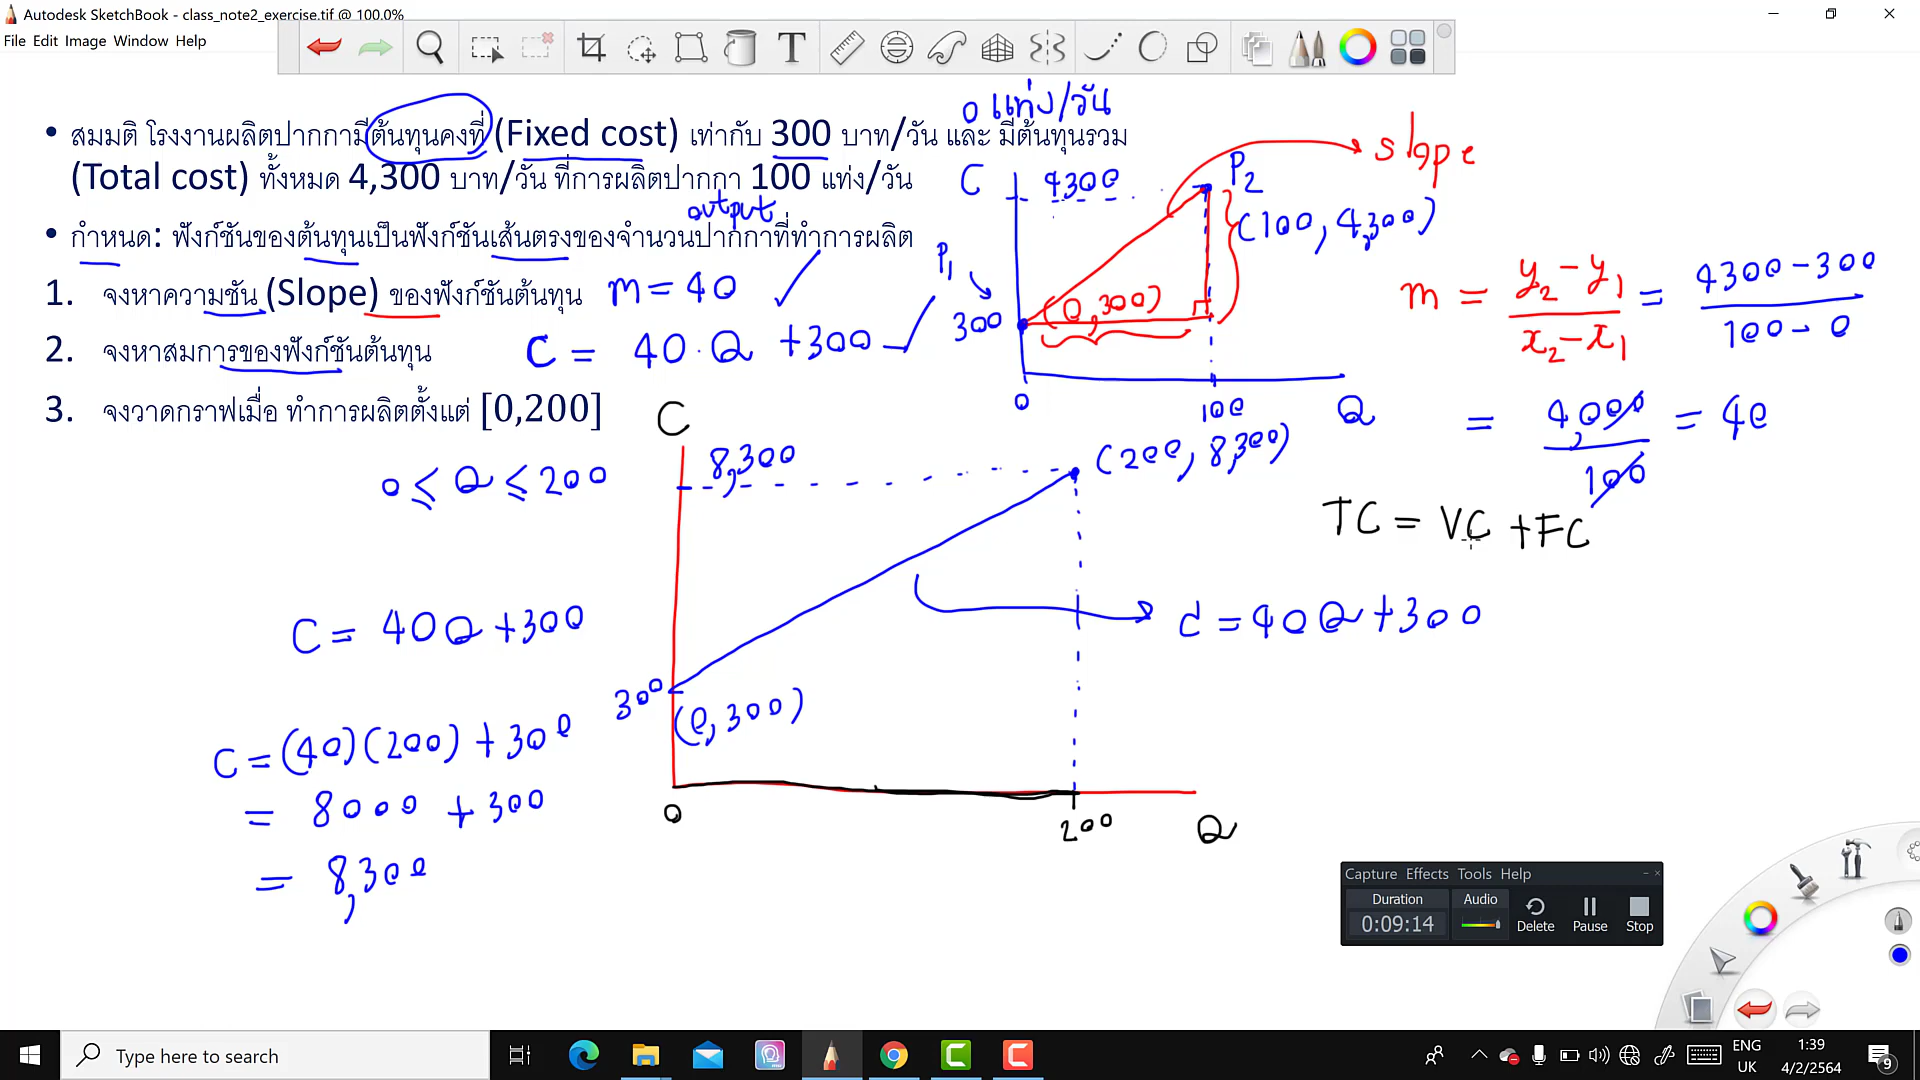 Autodesk SketchBook - class_note2_exercise.tif @ 100.0%
File Edit Image Window Help
0 แท่ง/วัน
• สมมติ โรงงานผลิตปากกามีต้นทุนคงที่ (Fixed cost) เท่ากับ 300 บาท/วัน และ มีต้นทุนรวม
(Total cost) ทั้งหมด 4,300 บาท/วัน ที่การผลิตปากกา 100 แท่ง/วัน
output
• กำหนด: ฟังก์ชันของต้นทุนเป็นฟังก์ชันเส้นตรงของจำนวนปากกาที่ทำการผลิต
1. จงหาความชัน (Slope) ของฟังก์ชันต้นทุน m = 40
2. จงหาสมการของฟังก์ชันต้นทุน C = 40·Q +300
3. จงวาดกราฟเมื่อ ทำการผลิตตั้งแต่ [0,200]
0 ≤ Q ≤ 200
C = 40Q +300
C = (40)(200) + 300
= 8000 + 300
= 8,300
C 4300 P2 slope
(100, 4,300)
P1
300 (0,300)
0 100 Q
m = y2 - y1 / x2 - x1 = 4300 - 300 / 100 - 0
= 4,000 / 100 = 40
TC = VC + FC
C
8,300 (200, 8,300)
C = 40Q + 300
300 (0,300)
0 200 Q
Capture Effects Tools Help
Duration Audio
0:09:14 Delete Pause Stop
Type here to search
ENG
UK
1:39
4/2/2564
9